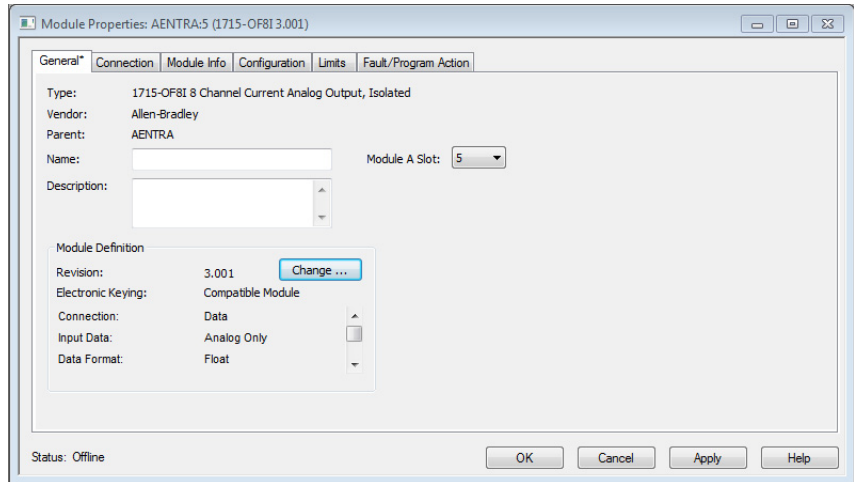 Module Properties: AENTRA:5 (1715-OF8I 3.001)
General* Connection Module Info Configuration Limits Fault/Program Action
Type: 1715-OF8I 8 Channel Current Analog Output, Isolated
Vendor: Allen-Bradley
Parent: AENTRA
Name: Module A Slot: 5
Description:
Module Definition
Revision: 3.001 Change ...
Electronic Keying: Compatible Module
Connection: Data
Input Data: Analog Only
Data Format: Float
Status: Offline OK Cancel Apply Help